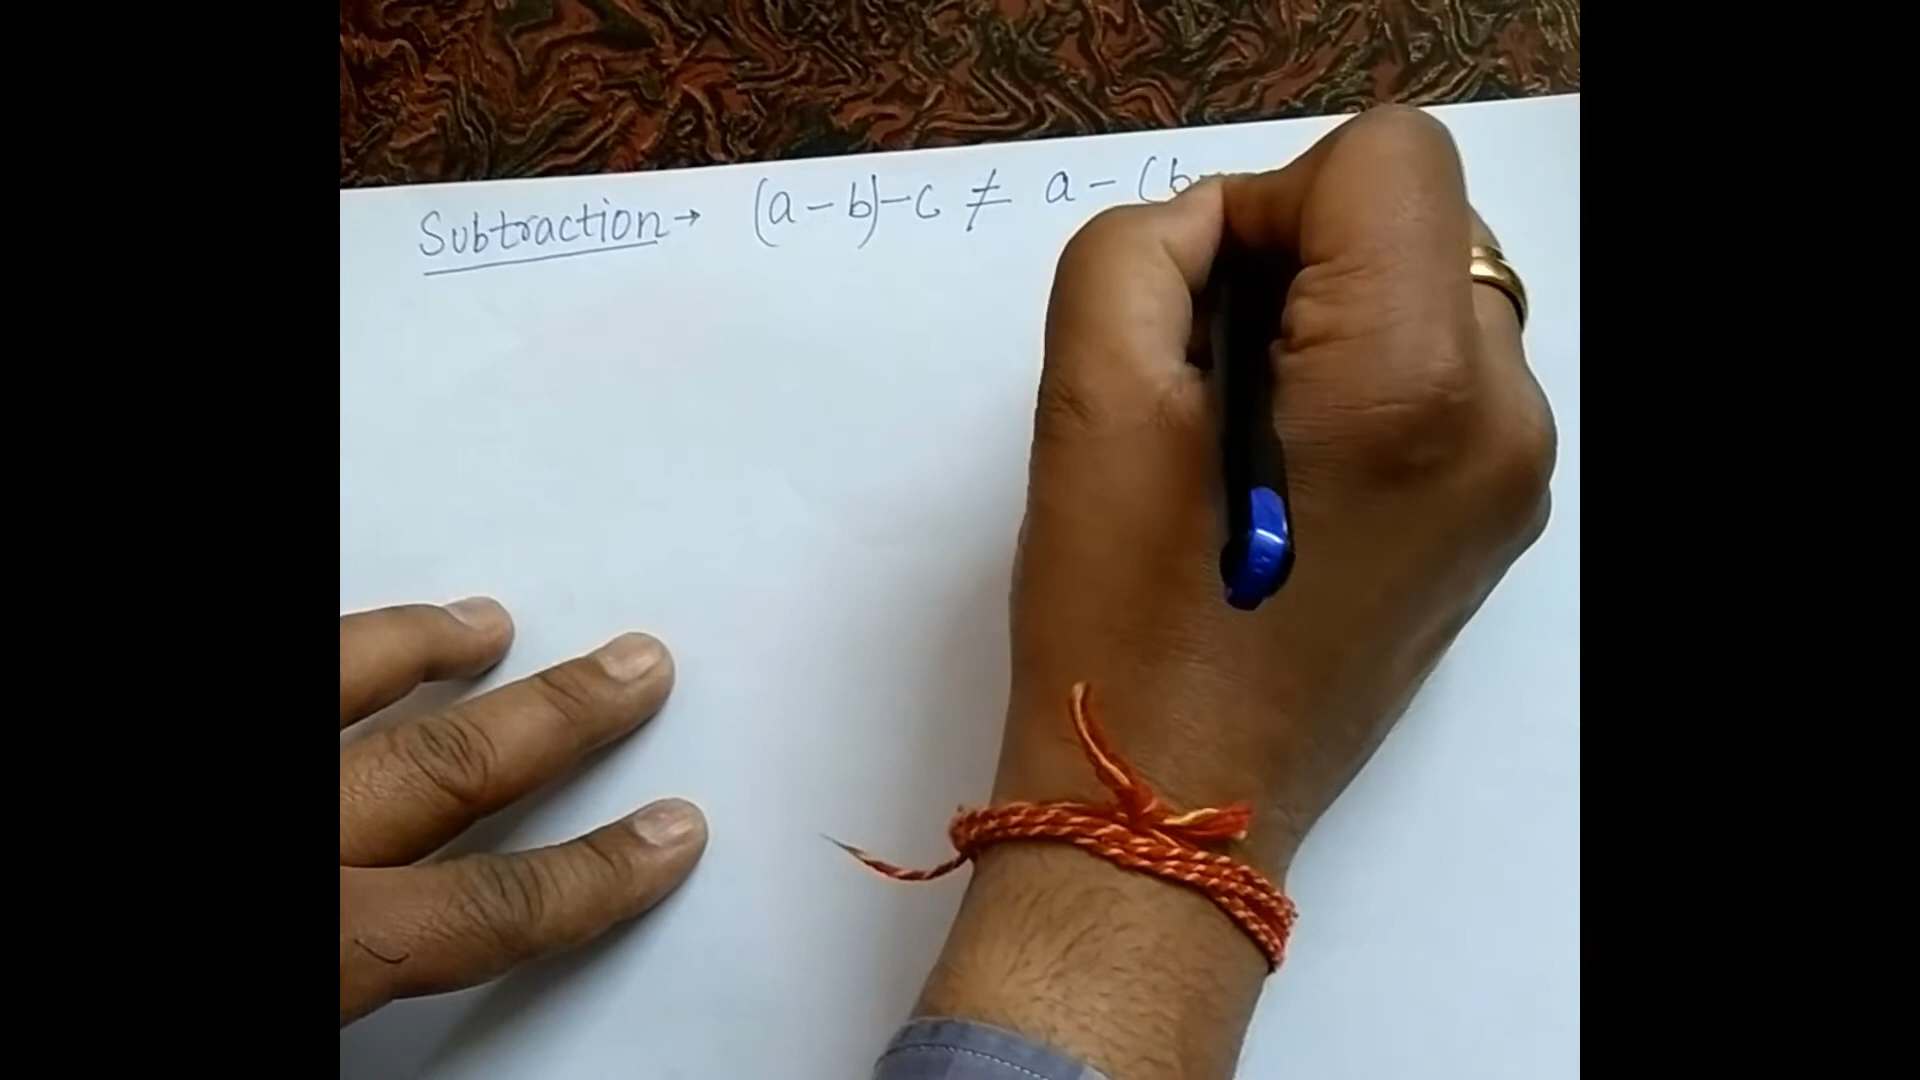 Subtraction → (a - b) - c ≠ a - (b -